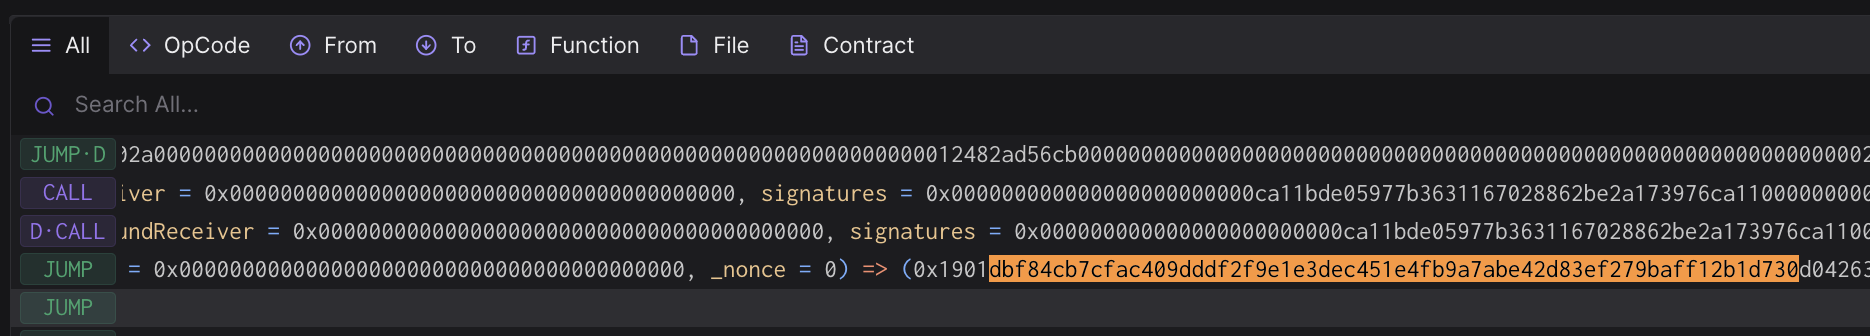 All
OpCode
From
To
Function
File
Contract
Search All...
JUMP·D 02a0000000000000000000000000000000000000000000000000000000000000012482ad56cb000000000000000000000000000000000000000000000000000000000000002
CALL iver = 0x0000000000000000000000000000000000000000, signatures = 0x000000000000000000000000ca11bde05977b3631167028862be2a173976ca11000000000
D·CALL undReceiver = 0x0000000000000000000000000000000000000000, signatures = 0x000000000000000000000000ca11bde05977b3631167028862be2a173976ca1100
JUMP = 0x0000000000000000000000000000000000000000, _nonce = 0) => (0x1901dbf84cb7cfac409dddf2f9e1e3dec451e4fb9a7abe42d83ef279baff12b1d730d04263
JUMP